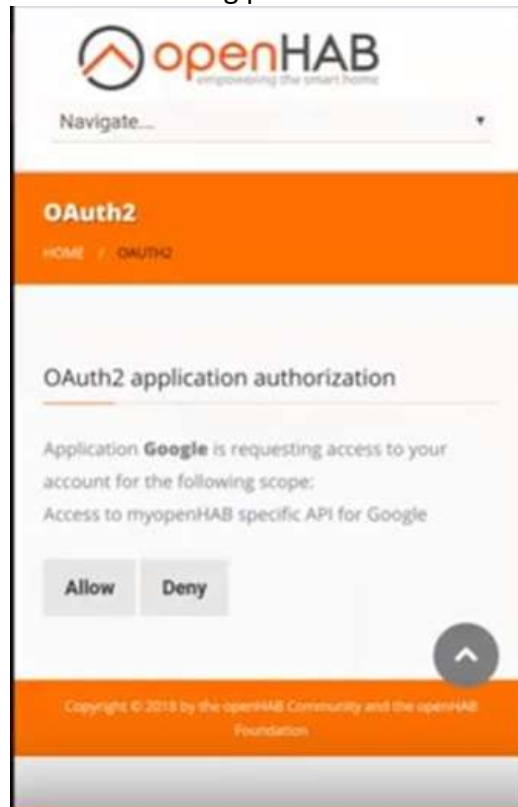 openHAB
empowering the smart home
Navigate...
OAuth2
HOME / OAUTH2
OAuth2 application authorization
Application Google is requesting access to your
account for the following scope:
Access to myopenHAB specific API for Google
Allow Deny
Copyright © 2018 by the openHAB Community and the openHAB
Foundation